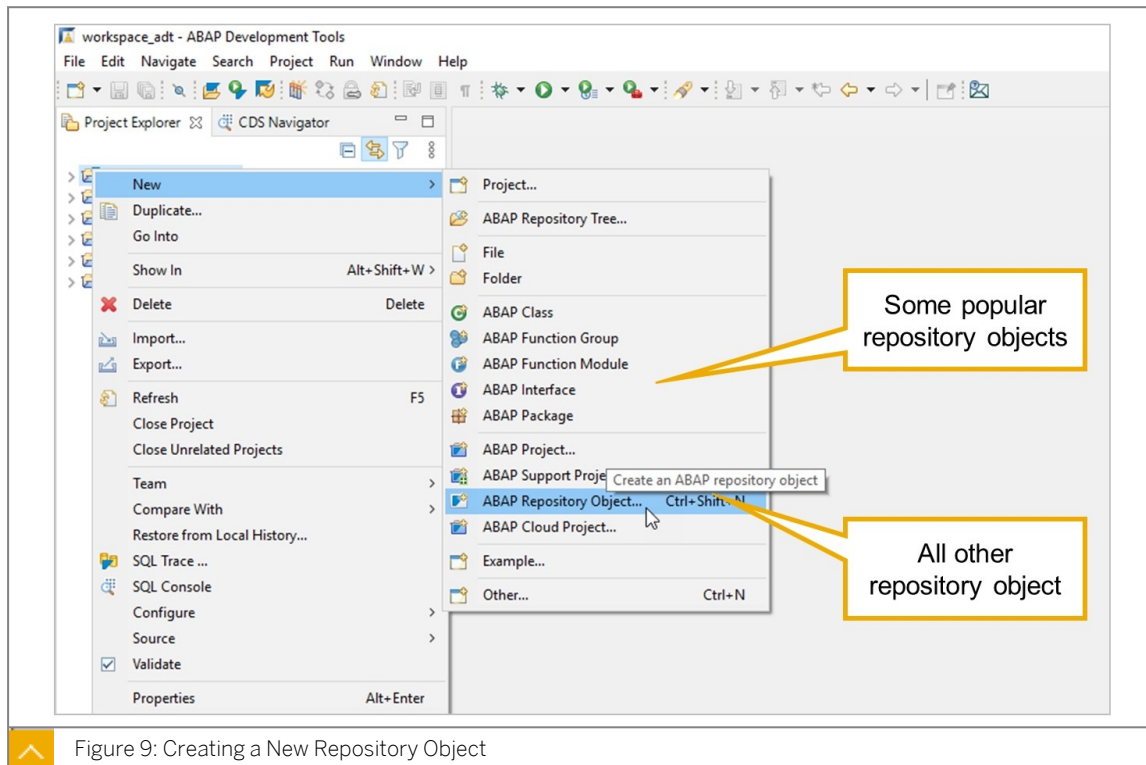 workspace_adt - ABAP Development Tools
File Edit Navigate Search Project Run Window Help
Project Explorer CDS Navigator
New
Duplicate...
Go Into
Show In Alt+Shift+W >
Delete Delete
Import...
Export...
Refresh F5
Close Project
Close Unrelated Projects
Team
Compare With
Restore from Local History...
SQL Trace ...
SQL Console
Configure
Source
Validate
Properties Alt+Enter
Project...
ABAP Repository Tree...
File
Folder
ABAP Class
ABAP Function Group
ABAP Function Module
ABAP Interface
ABAP Package
ABAP Project...
ABAP Support Proje
Create an ABAP repository object
ABAP Repository Object... Ctrl+Shift+N
ABAP Cloud Project...
Example...
Other... Ctrl+N
Some popular
repository objects
All other
repository object
Figure 9: Creating a New Repository Object